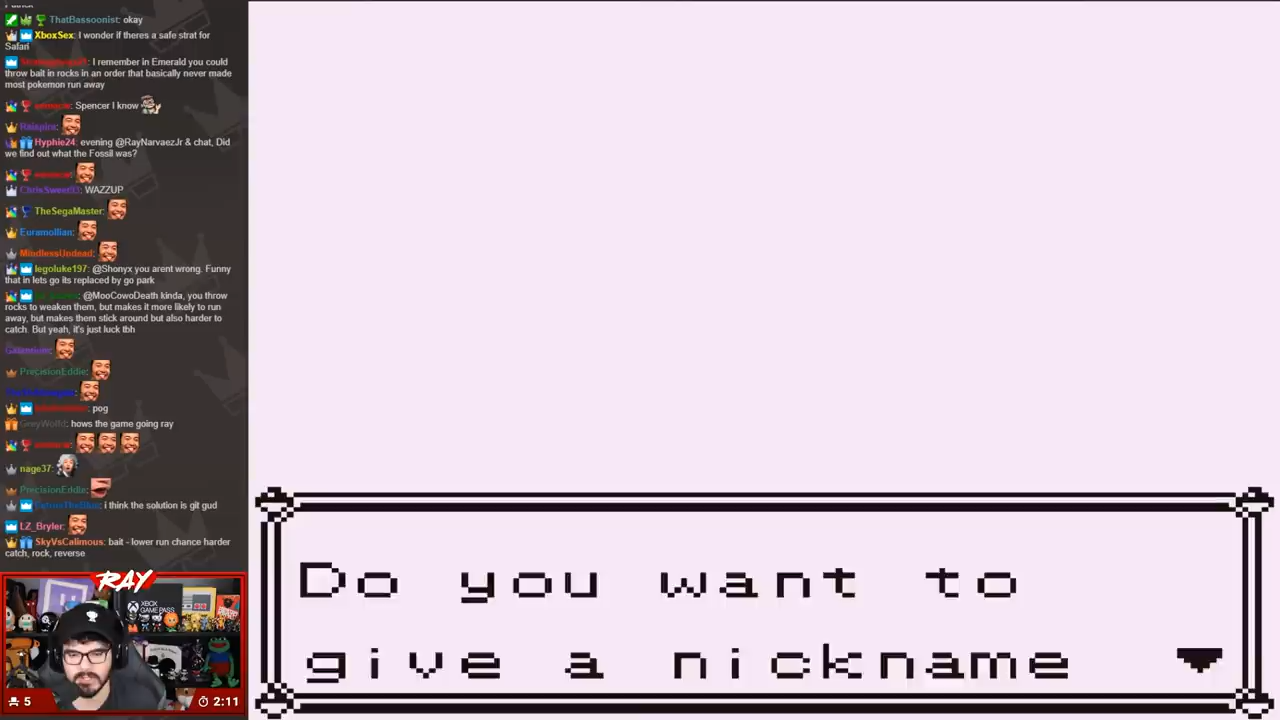 ThatBassoonist: okay
XboxSex: I wonder if theres a safe strat for
Safari
I remember in Emerald you could
throw bait in rocks in an order that basically never made
most pokemon run away
Spencer I know
Raispira:
Hyphie24: evening @RayNarvaezJr & chat, Did
we find out what the Fossil was?
WAZZUP
TheSegaMaster:
Euramollian:
MindlessUndead:
legoluke197: @Shonyx you arent wrong. Funny
that in lets go its replaced by go park
@MooCowoDeath kinda, you throw
rocks to weaken them, but makes it more likely to run
away, but makes them stick around but also harder to
catch. But yeah, it's just luck tbh
PrecisionEddie:
pog
GreyWolfd: hows the game going ray
nage37:
PrecisionEddie:
i think the solution is git gud
LZ_Bryler:
SkyVsCalimous: bait - lower run chance harder
catch, rock, reverse
RAY
XBOX
GAME PASS
5
2:11
Do you want to
give a nickname